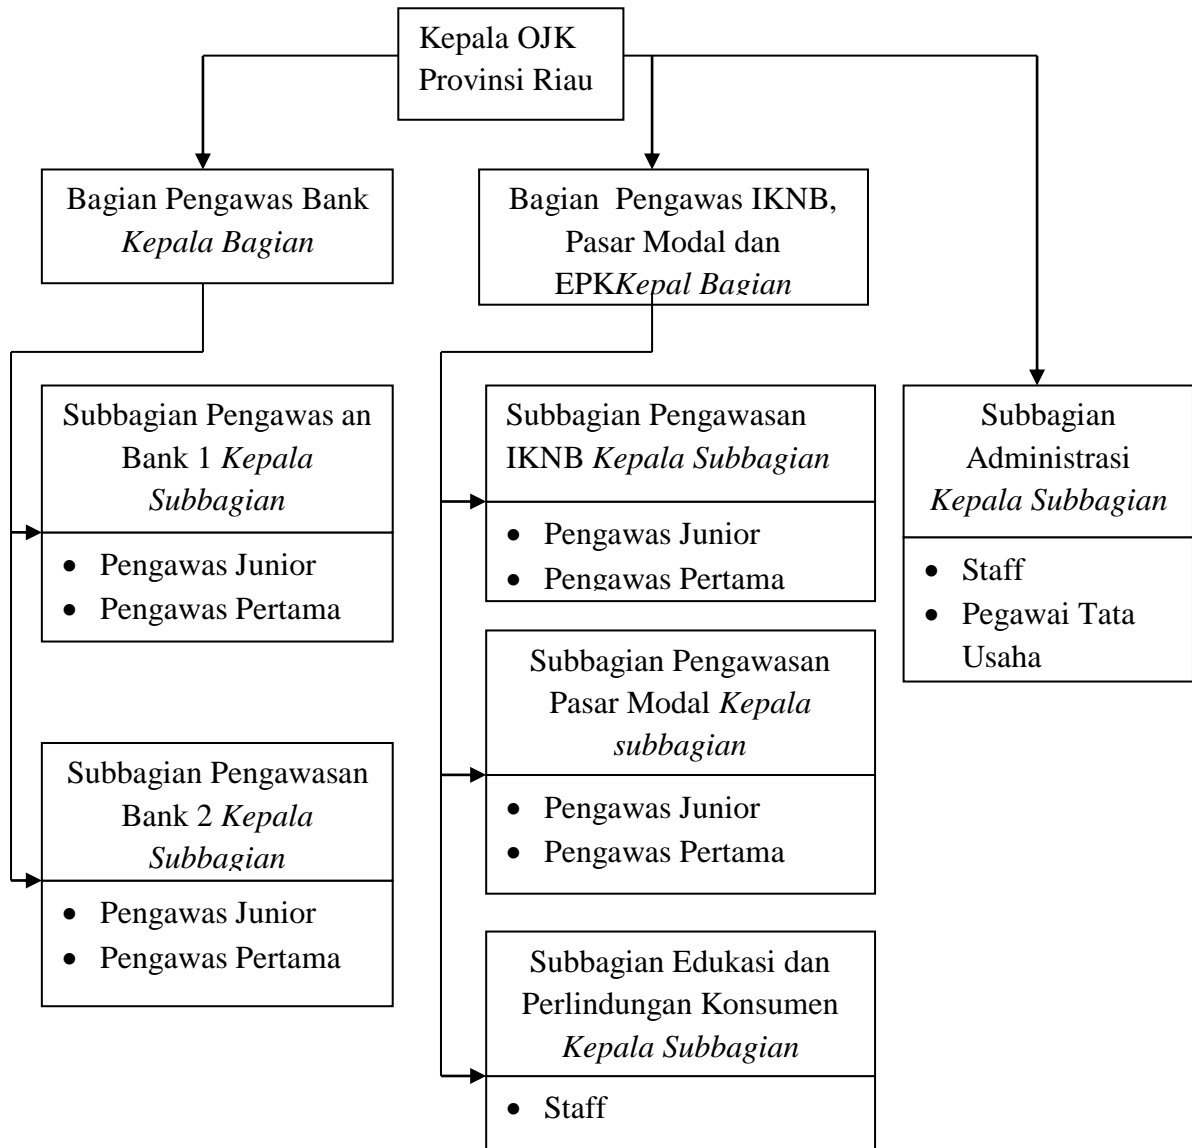 Kepala OJK
Provinsi Riau
Bagian Pengawas Bank
Kepala Bagian
Bagian  Pengawas IKNB,
Pasar Modal dan
EPKKepal Bagian
Subbagian Pengawas an
Bank 1 Kepala
Subbagian
• Pengawas Junior
• Pengawas Pertama
Subbagian Pengawasan
Bank 2 Kepala
Subbagian
• Pengawas Junior
• Pengawas Pertama
Subbagian Pengawasan
IKNB Kepala Subbagian
• Pengawas Junior
• Pengawas Pertama
Subbagian Pengawasan
Pasar Modal Kepala
subbagian
• Pengawas Junior
• Pengawas Pertama
Subbagian Edukasi dan
Perlindungan Konsumen
Kepala Subbagian
• Staff
Subbagian
Administrasi
Kepala Subbagian
• Staff
• Pegawai Tata
Usaha